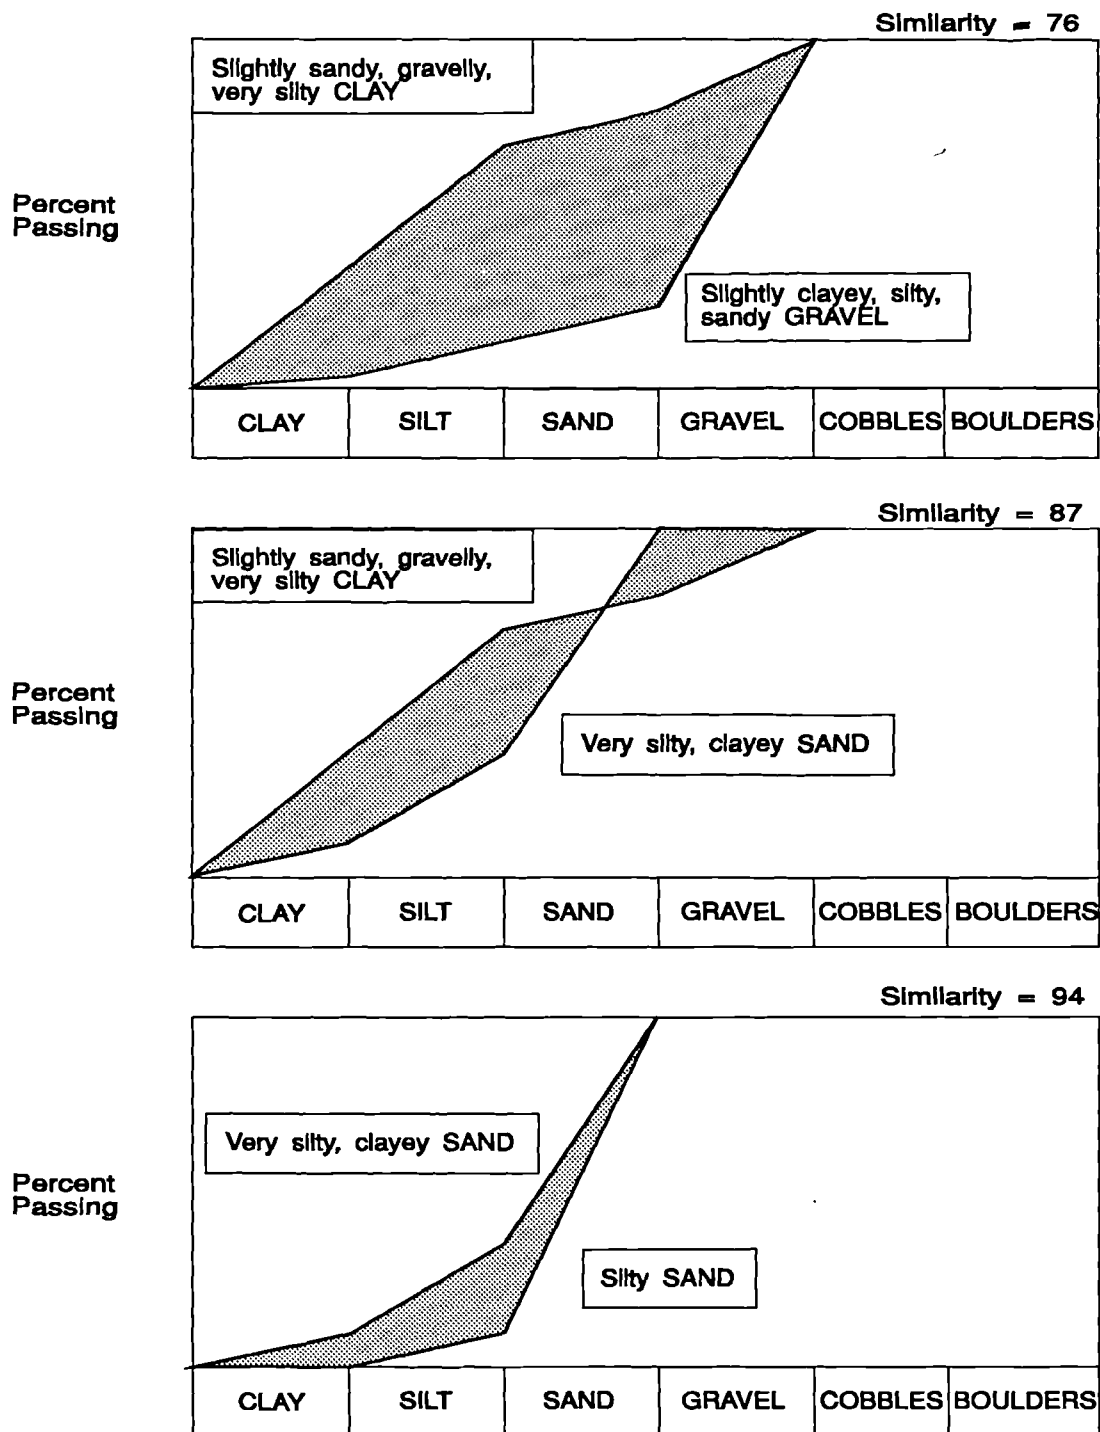 Similarity = 76
Slightly sandy, gravelly,
very silty CLAY
Percent
Passing
Slightly clayey, silty,
sandy GRAVEL
CLAY SILT SAND GRAVEL COBBLES BOULDERS
Similarity = 87
Slightly sandy, gravelly,
very silty CLAY
Percent
Passing
Very silty, clayey SAND
CLAY SILT SAND GRAVEL COBBLES BOULDERS
Similarity = 94
Very silty, clayey SAND
Percent
Passing
Silty SAND
CLAY SILT SAND GRAVEL COBBLES BOULDERS